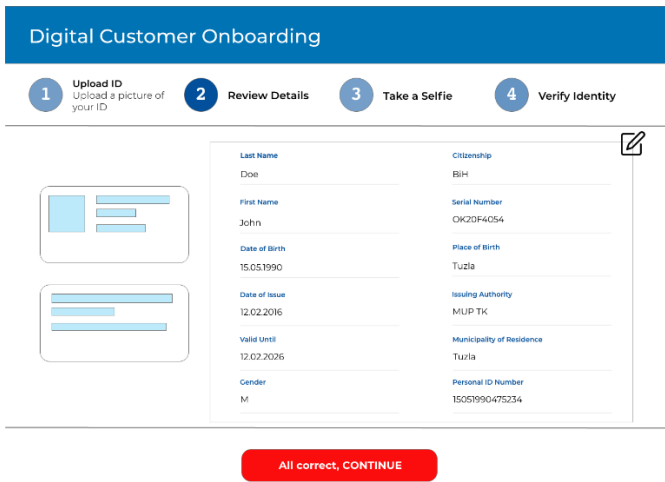 Digital Customer Onboarding
1
Upload ID
Upload a picture of
your ID
2
Review Details
3
Take a Selfie
4
Verify Identity
Last Name
Doe
First Name
John
Date of Birth
15.05.1990
Date of Issue
12.02.2016
Valid Until
12.02.2026
Gender
M
Citizenship
BiH
Serial Number
OK20F4054
Place of Birth
Tuzla
Issuing Authority
MUP TK
Municipality of Residence
Tuzla
Personal ID Number
15051990475234
All correct, CONTINUE